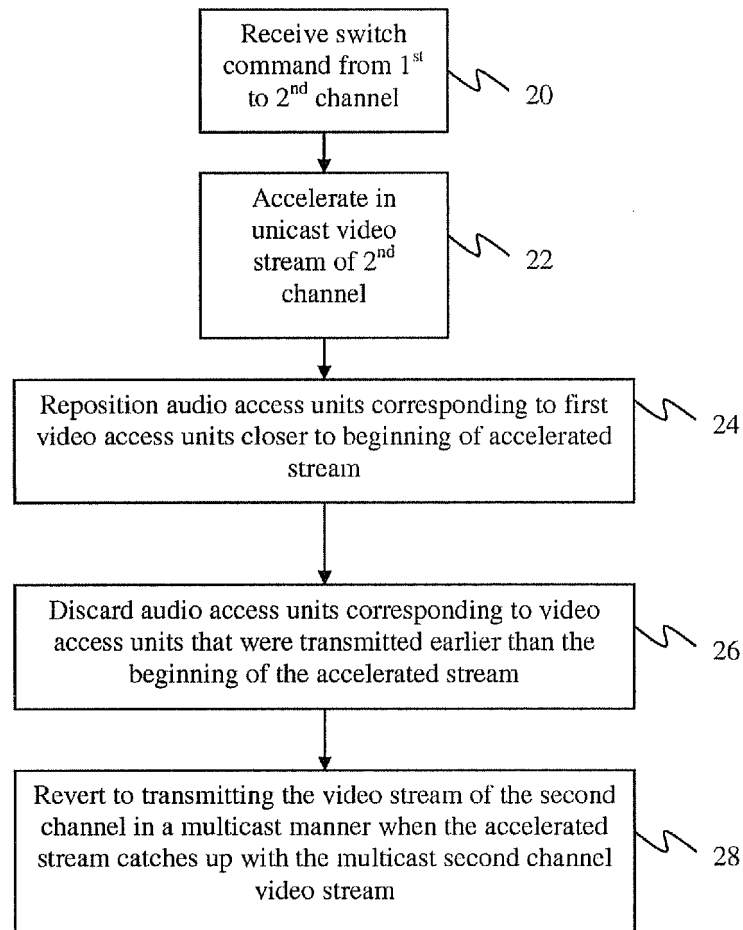 Receive switch
command from 1st
to 2nd channel
20
Accelerate in
unicast video
stream of 2nd
channel
22
Reposition audio access units corresponding to first
video access units closer to beginning of accelerated
stream
24
Discard audio access units corresponding to video
access units that were transmitted earlier than the
beginning of the accelerated stream
26
Revert to transmitting the video stream of the second
channel in a multicast manner when the accelerated
stream catches up with the multicast second channel
video stream
28